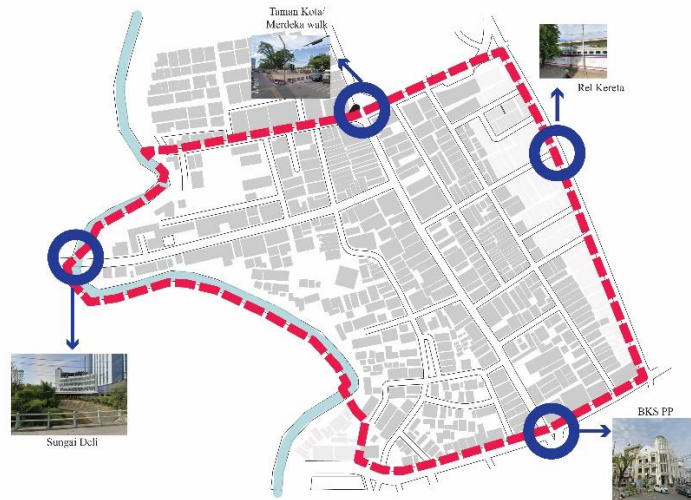 Taman Kota/
Merdeka walk
Rel Kereta
Sungai Deli
BKS PP